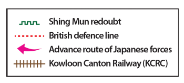 Shing Mun redoubt
British defence line
Advance route of Japanese forces
Kowloon Canton Railway (KCRC)